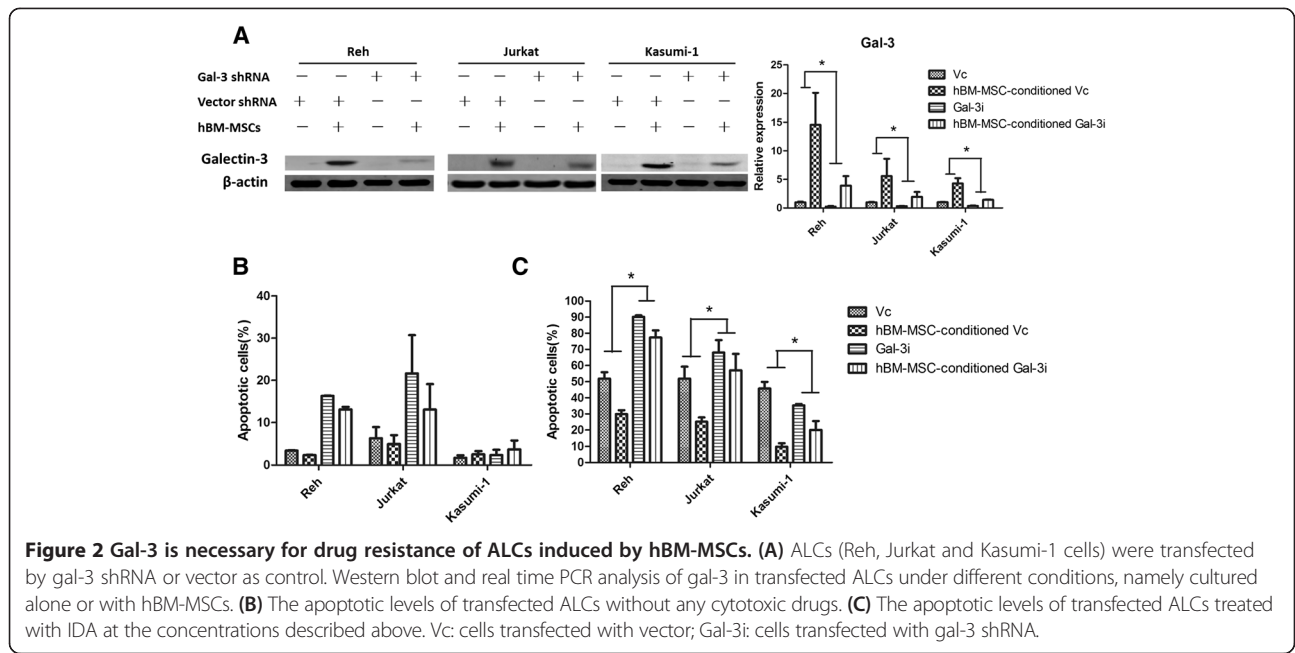 A
Reh Jurkat Kasumi-1
Gal-3 shRNA − − + + − − + + − − + +
Vector shRNA + + − − + + − − + + − −
hBM-MSCs − + − + − + − + − + − +
Galectin-3
β-actin
Gal-3
Relative expression
25
20
15
10
5
0
* * *
Reh Jurkat Kasumi-1
Vc
hBM-MSC-conditioned Vc
Gal-3i
hBM-MSC-conditioned Gal-3i
B
Apoptotic cells(%)
40
30
20
10
0
Reh Jurkat Kasumi-1
C
Apoptotic cells(%)
100
90
80
70
60
50
40
30
20
10
0
* * *
Reh Jurkat Kasumi-1
Vc
hBM-MSC-conditioned Vc
Gal-3i
hBM-MSC-conditioned Gal-3i
Figure 2 Gal-3 is necessary for drug resistance of ALCs induced by hBM-MSCs. (A) ALCs (Reh, Jurkat and Kasumi-1 cells) were transfected
by gal-3 shRNA or vector as control. Western blot and real time PCR analysis of gal-3 in transfected ALCs under different conditions, namely cultured
alone or with hBM-MSCs. (B) The apoptotic levels of transfected ALCs without any cytotoxic drugs. (C) The apoptotic levels of transfected ALCs treated
with IDA at the concentrations described above. Vc: cells transfected with vector; Gal-3i: cells transfected with gal-3 shRNA.